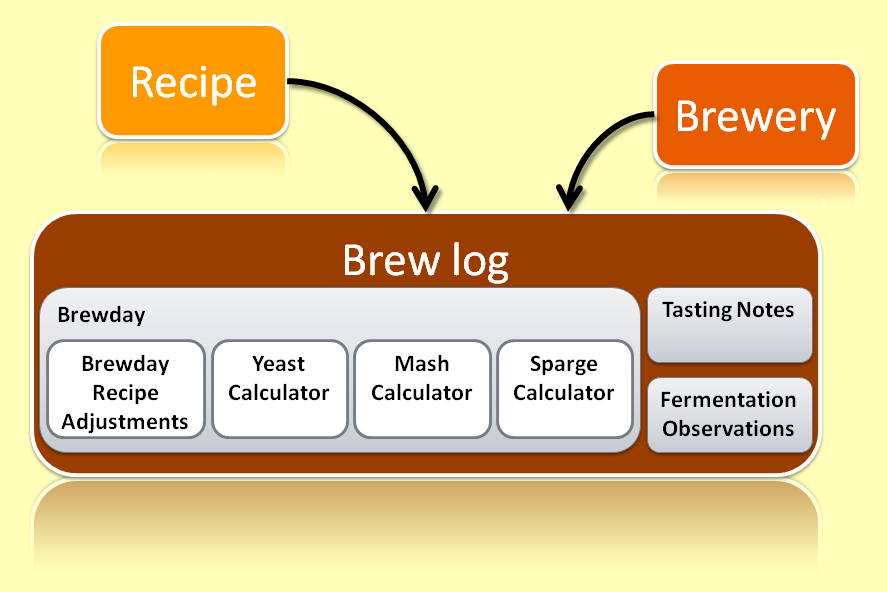 Recipe
Brewery
Brew log
Brewday
Brewday
Recipe
Adjustments
Yeast
Calculator
Mash
Calculator
Sparge
Calculator
Tasting Notes
Fermentation
Observations